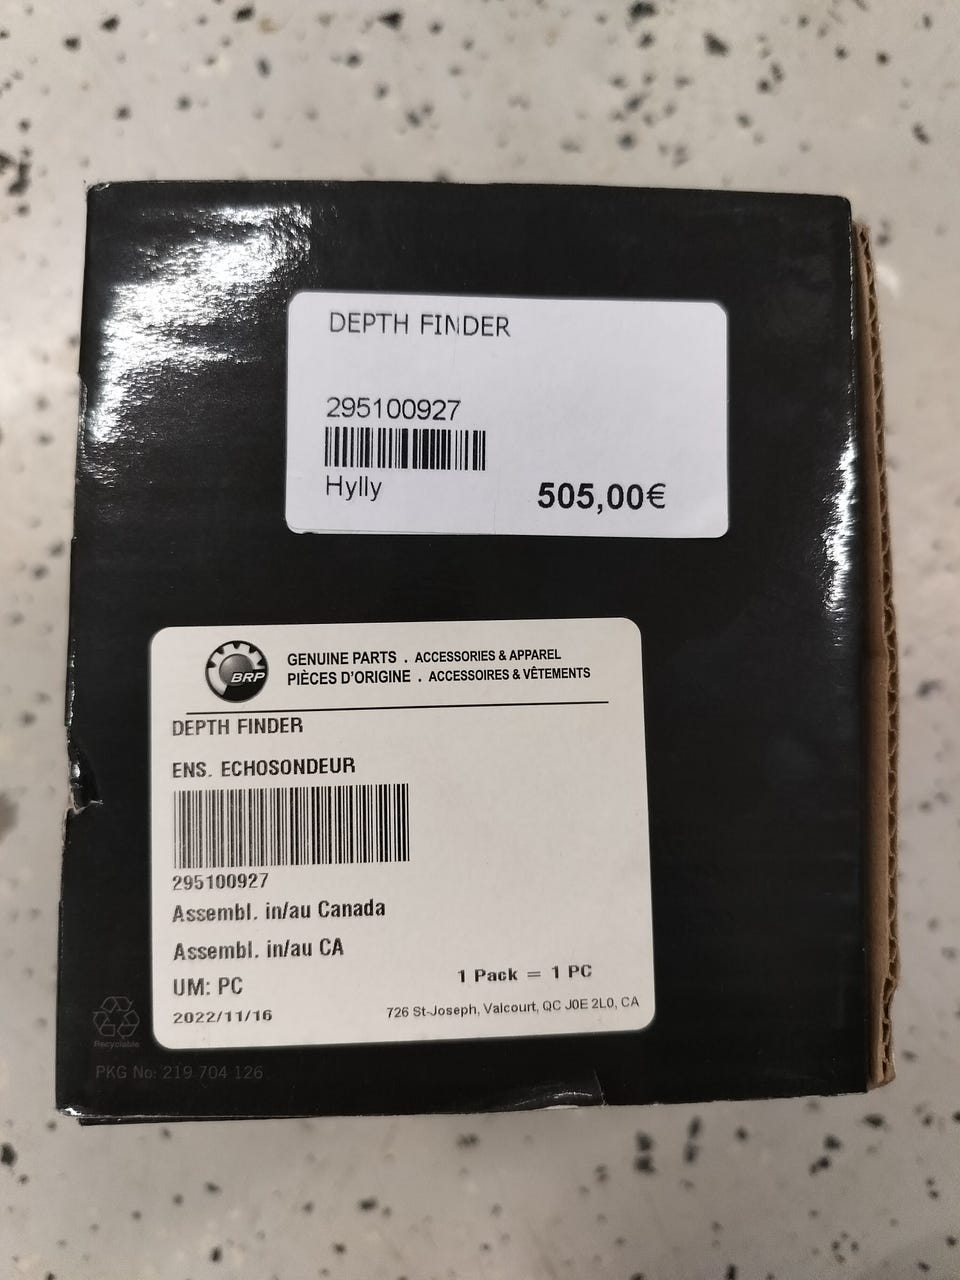 DEPTH FINDER
295100927
Hylly 505,00€
BRP
GENUINE PARTS . ACCESSORIES & APPAREL
PIÈCES D'ORIGINE . ACCESSOIRES & VÊTEMENTS
DEPTH FINDER
ENS. ECHOSONDEUR
295100927
Assembl. in/au Canada
Assembl. in/au CA
UM: PC 1 Pack = 1 PC
2022/11/16 726 St-Joseph, Valcourt, QC J0E 2L0, CA
Recyclable
PKG No: 219 704 126